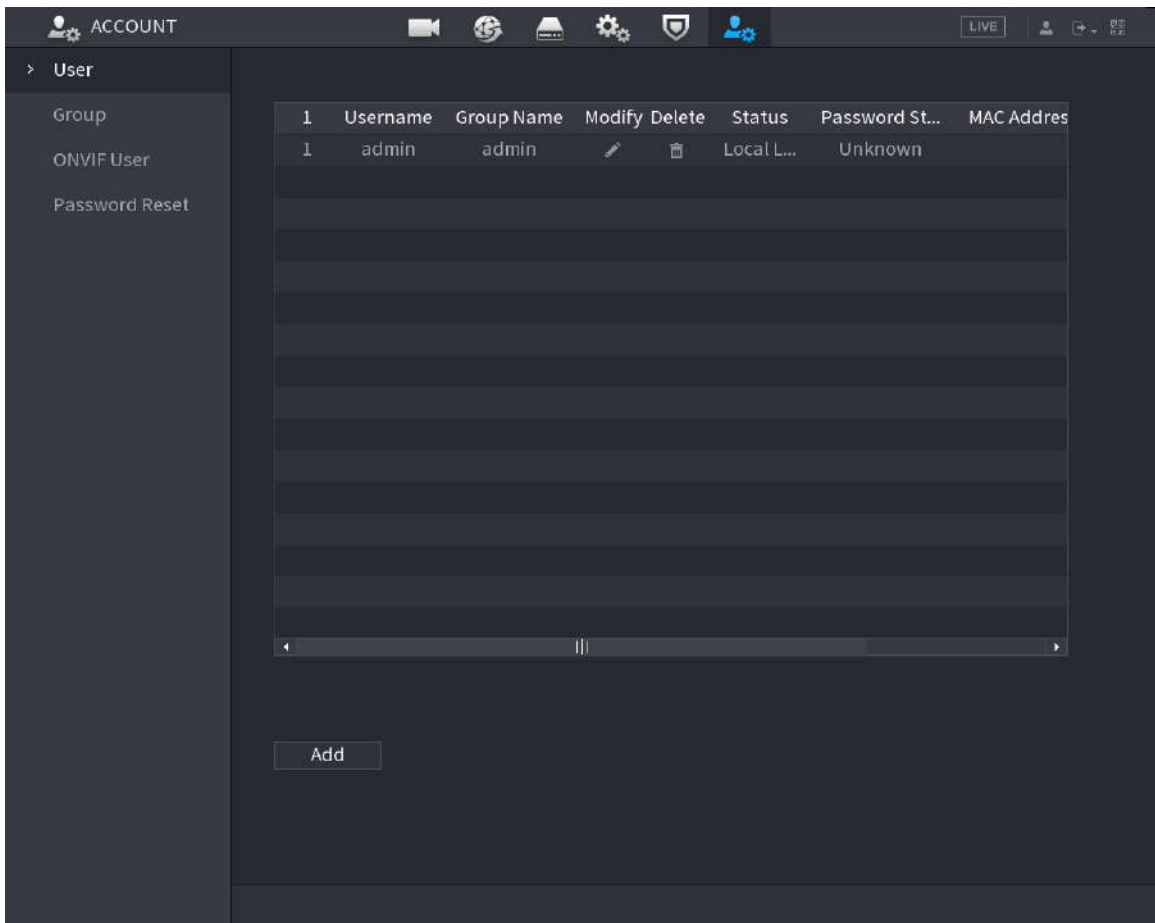 ACCOUNT LIVE
> User
Group
ONVIF User
Password Reset
1 Username Group Name Modify Delete Status Password St... MAC Addres
1 admin admin Local L... Unknown
Add